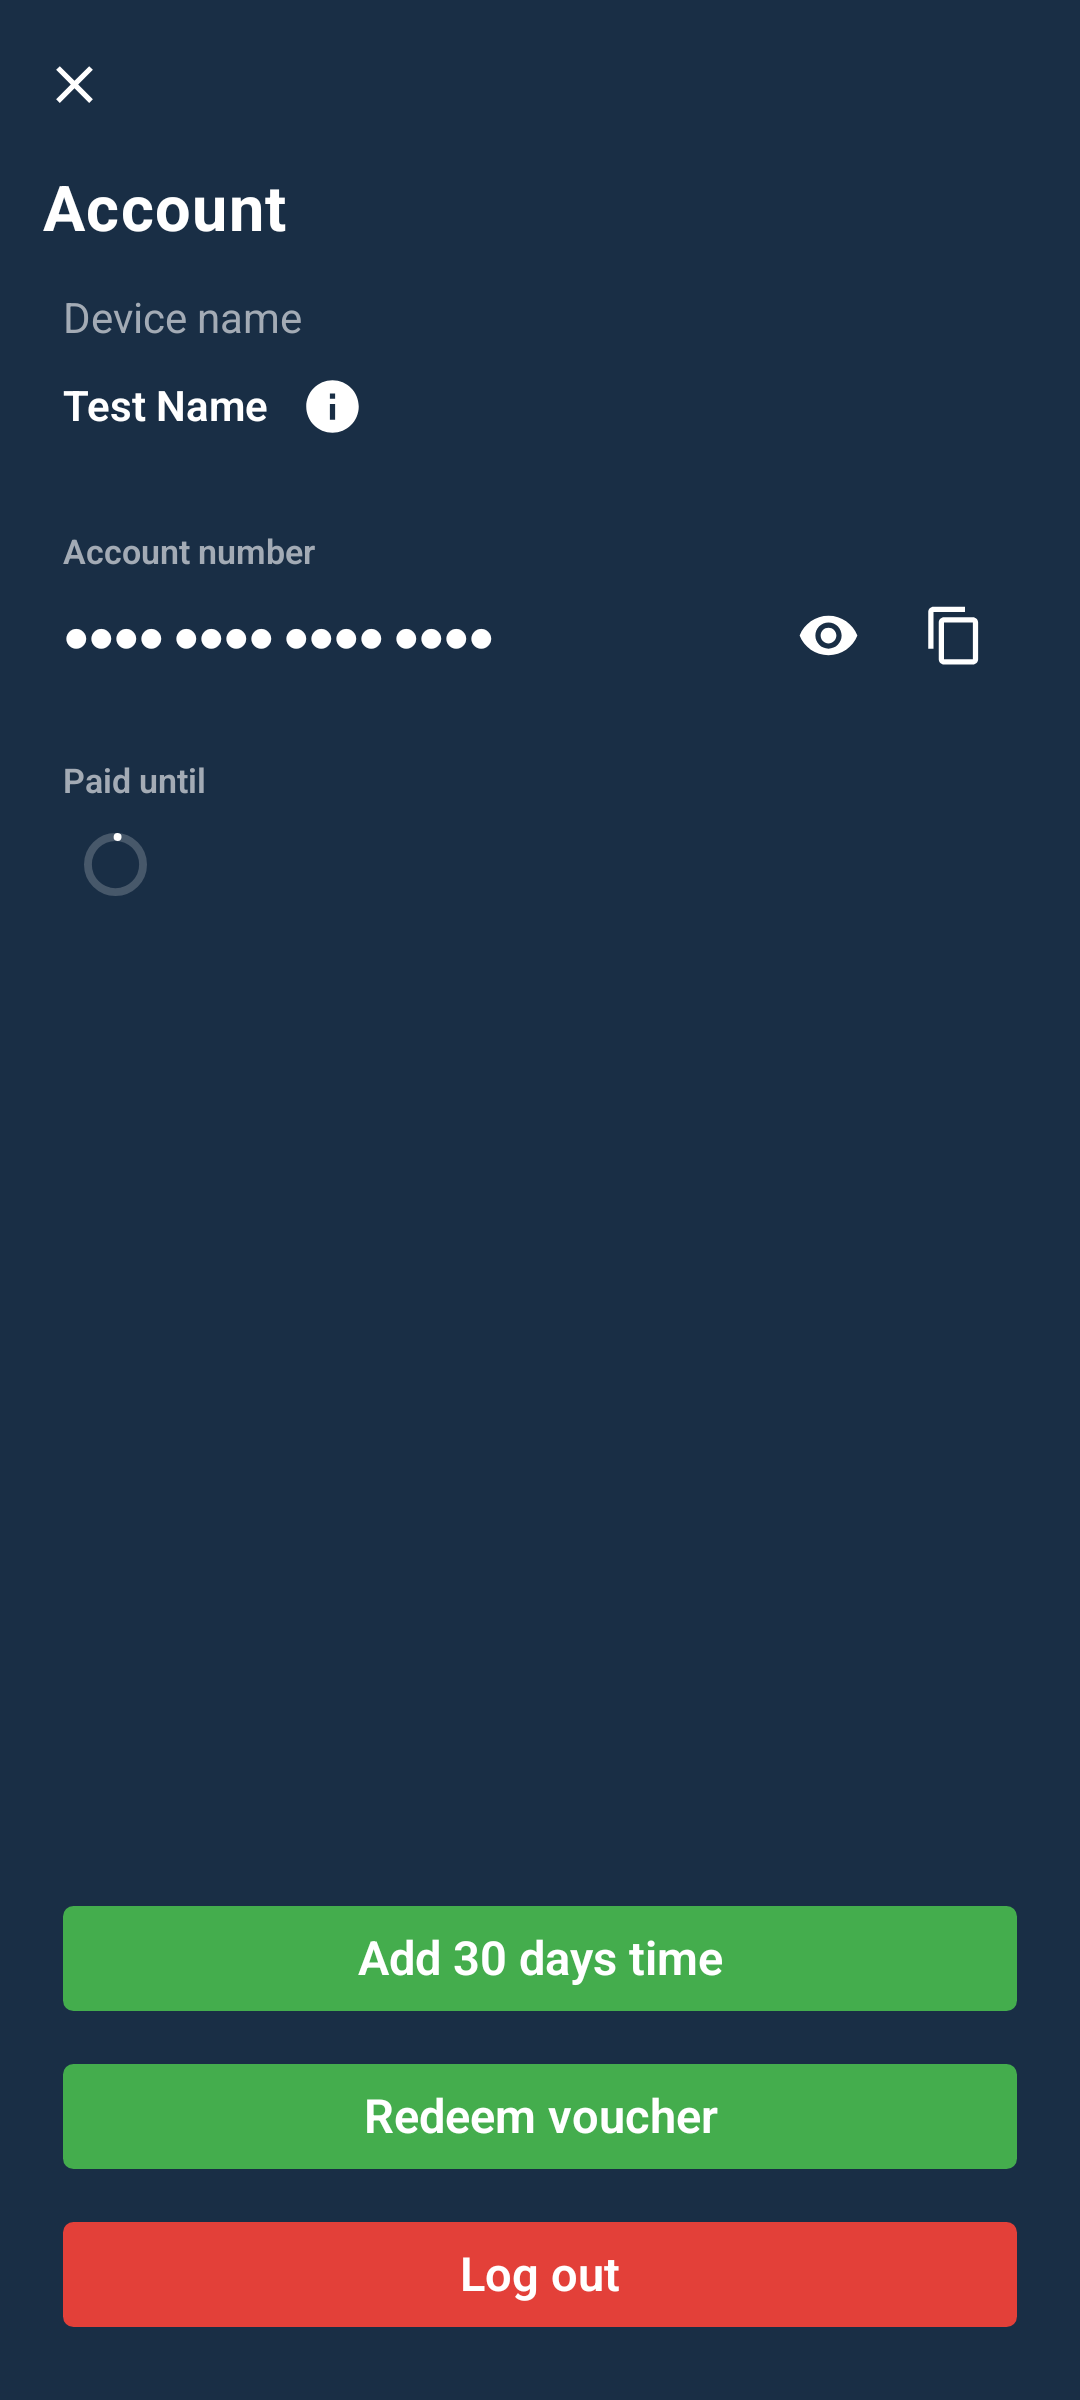 Account
Device name
Test Name
Account number
•••• •••• •••• ••••
Paid until
Add 30 days time
Redeem voucher
Log out